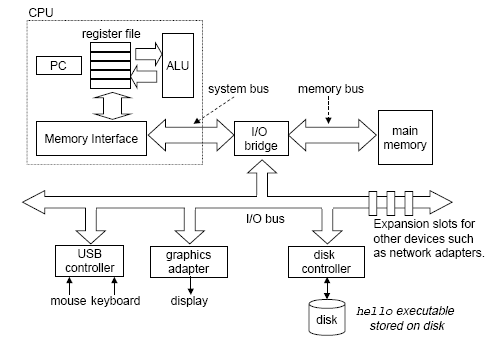 CPU
register file
PC
ALU
system bus
memory bus
Memory Interface
I/O
bridge
main
memory
I/O bus
Expansion slots for
other devices such
as network adapters.
USB
controller
graphics
adapter
disk
controller
mouse keyboard
display
disk
hello executable
stored on disk